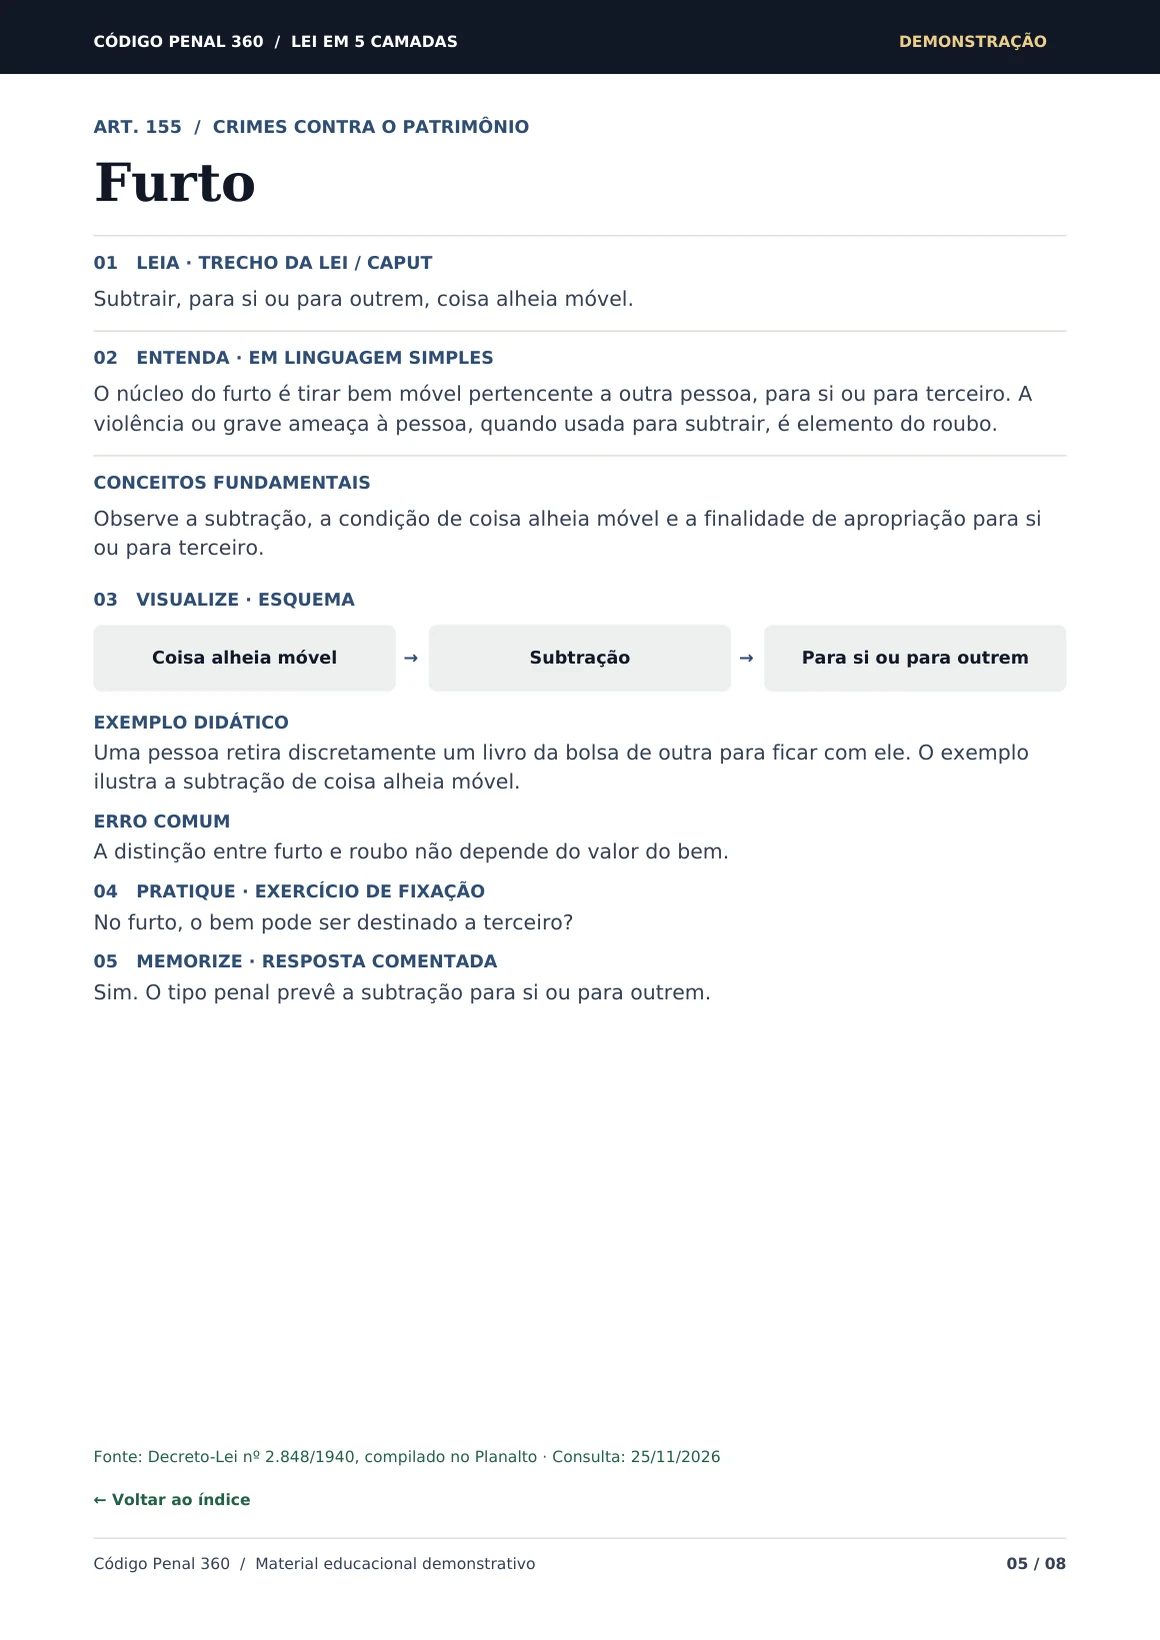 CÓDIGO PENAL 360 / LEI EM 5 CAMADAS
DEMONSTRAÇÃO
ART. 155 / CRIMES CONTRA O PATRIMÔNIO
Furto
01 LEIA · TRECHO DA LEI / CAPUT
Subtrair, para si ou para outrem, coisa alheia móvel.
02 ENTENDA · EM LINGUAGEM SIMPLES
O núcleo do furto é tirar bem móvel pertencente a outra pessoa, para si ou para terceiro. A
violência ou grave ameaça à pessoa, quando usada para subtrair, é elemento do roubo.
CONCEITOS FUNDAMENTAIS
Observe a subtração, a condição de coisa alheia móvel e a finalidade de apropriação para si
ou para terceiro.
03 VISUALIZE · ESQUEMA
Coisa alheia móvel → Subtração → Para si ou para outrem
EXEMPLO DIDÁTICO
Uma pessoa retira discretamente um livro da bolsa de outra para ficar com ele. O exemplo
ilustra a subtração de coisa alheia móvel.
ERRO COMUM
A distinção entre furto e roubo não depende do valor do bem.
04 PRATIQUE · EXERCÍCIO DE FIXAÇÃO
No furto, o bem pode ser destinado a terceiro?
05 MEMORIZE · RESPOSTA COMENTADA
Sim. O tipo penal prevê a subtração para si ou para outrem.
Fonte: Decreto-Lei nº 2.848/1940, compilado no Planalto · Consulta: 25/11/2026
← Voltar ao índice
Código Penal 360 / Material educacional demonstrativo
05 / 08